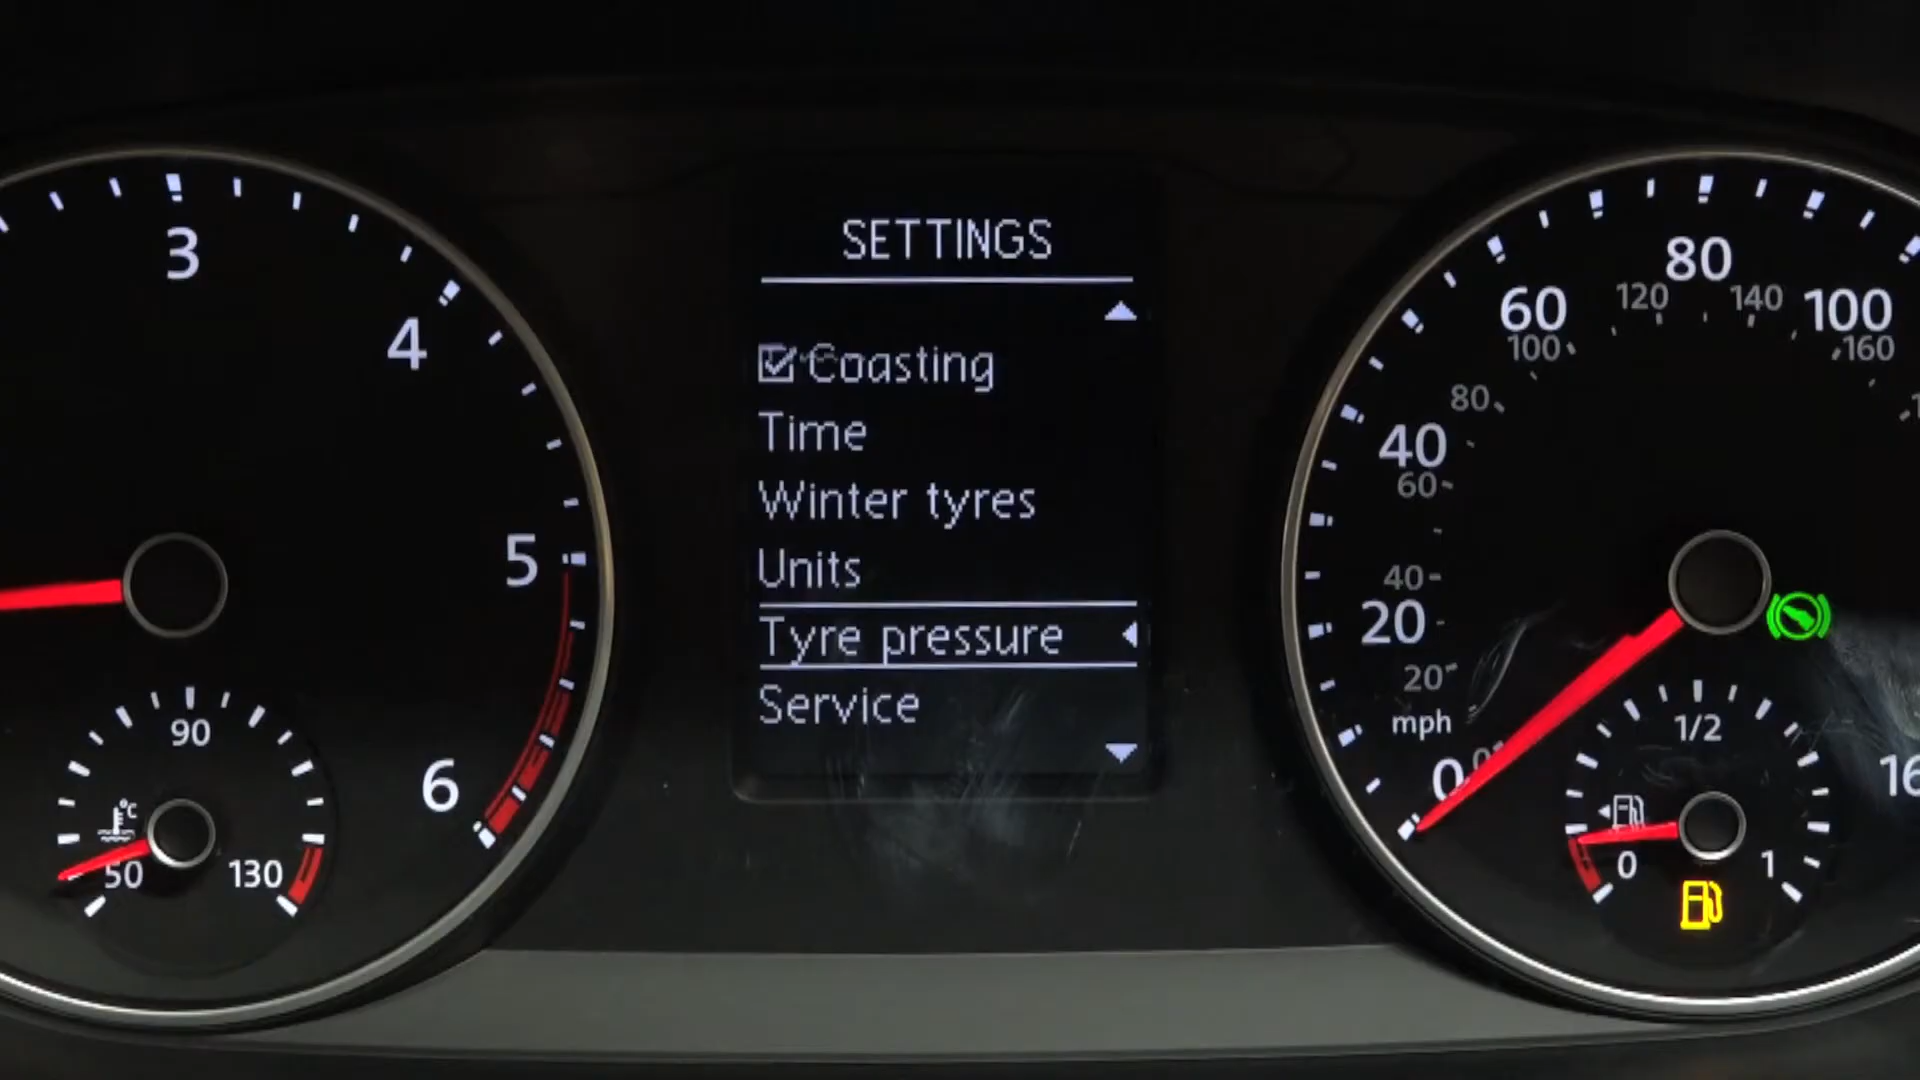 SETTINGS
Coasting
Time
Winter tyres
Units
Tyre pressure
Service
3
4
5
6
90
50
130
°C
80
60
100
120
140
100
160
80
40
60
40
20
20
mph
0
1/2
0
1